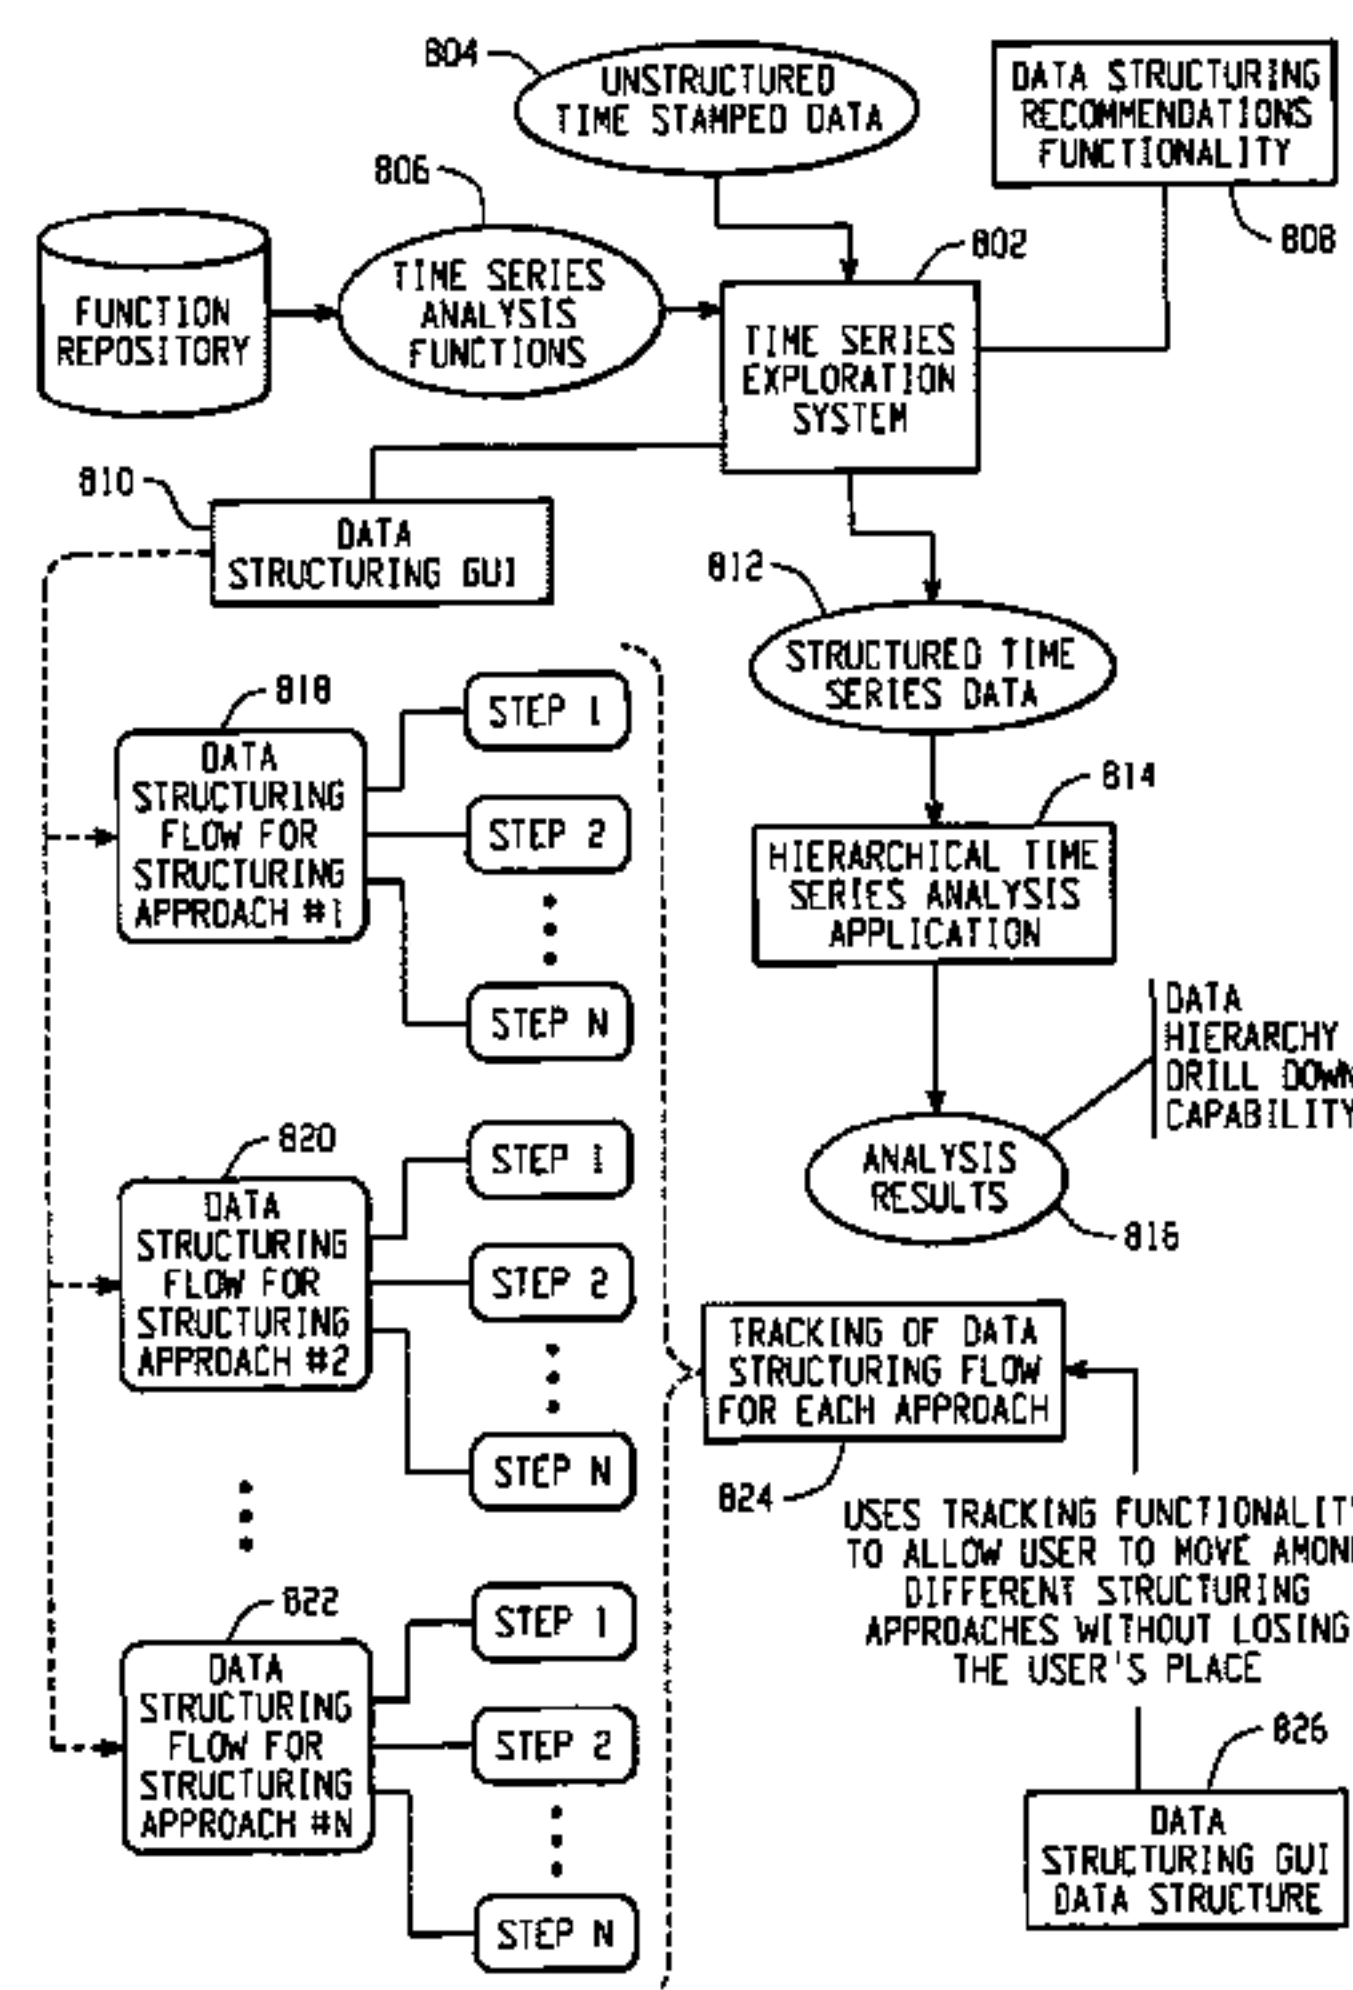 804
UNSTRUCTURED
TIME STAMPED DATA
DATA STRUCTURING
RECOMMENDATIONS
FUNCTIONALITY
808
806
FUNCTION
REPOSITORY
TIME SERIES
ANALYSIS
FUNCTIONS
802
TIME SERIES
EXPLORATION
SYSTEM
810
DATA
STRUCTURING GUI
812
STRUCTURED TIME
SERIES DATA
814
HIERARCHICAL TIME
SERIES ANALYSIS
APPLICATION
DATA
HIERARCHY
DRILL DOWN
CAPABILITY
ANALYSIS
RESULTS
816
818
DATA
STRUCTURING
FLOW FOR
STRUCTURING
APPROACH #1
STEP 1
STEP 2
STEP N
820
DATA
STRUCTURING
FLOW FOR
STRUCTURING
APPROACH #2
STEP 1
STEP 2
STEP N
822
DATA
STRUCTURING
FLOW FOR
STRUCTURING
APPROACH #N
STEP 1
STEP 2
STEP N
TRACKING OF DATA
STRUCTURING FLOW
FOR EACH APPROACH
824
USES TRACKING
TO ALLOW USER TO MOVE
DIFFERENT STRUCTURING
APPROACHES WITHOUT LOSING
THE USER'S PLACE
826
DATA
STRUCTURING GUI
DATA STRUCTURE